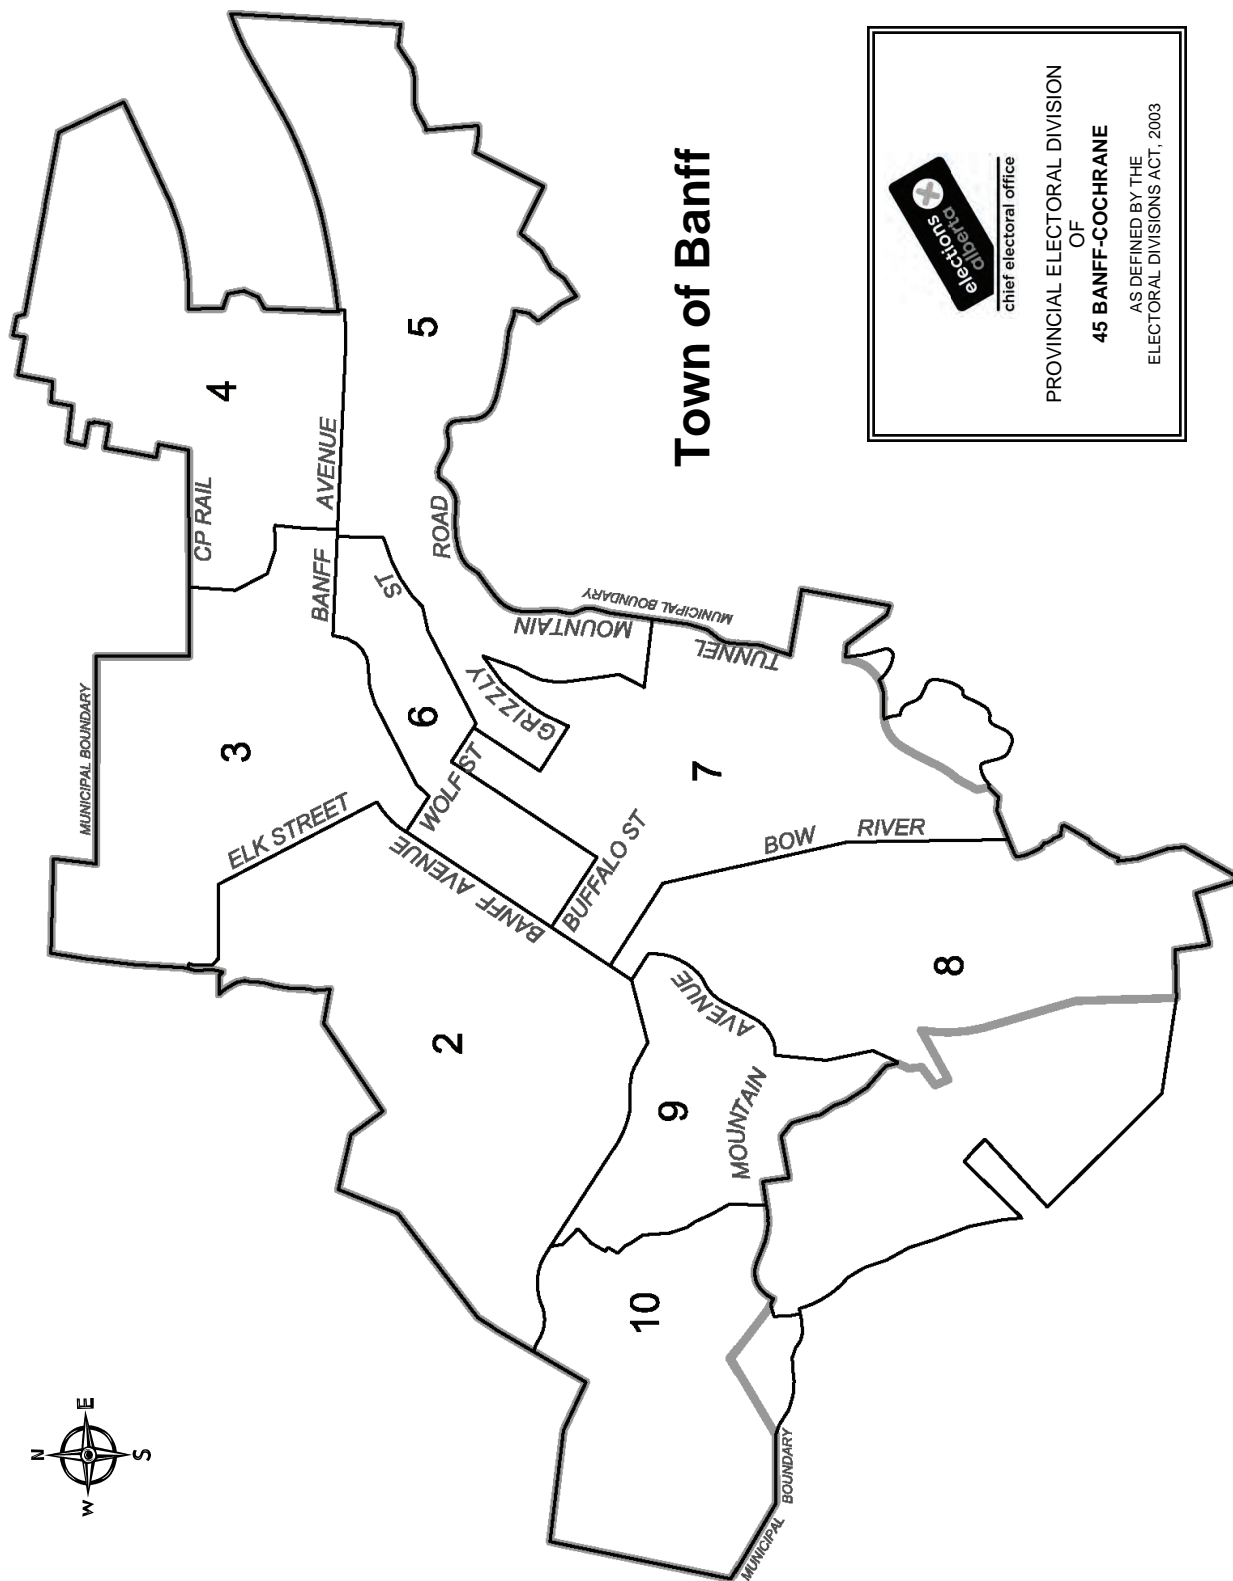 Town of Banff
elections
alberta
chief electoral office
PROVINCIAL ELECTORAL DIVISION
OF
45 BANFF-COCHRANE
AS DEFINED BY THE
ELECTORAL DIVISIONS ACT, 2003
N
E
S
W
MUNICIPAL BOUNDARY
CP RAIL
4
BANFF AVENUE
5
3
ELK STREET
ST
6
ROAD
MOUNTAIN
TUNNEL
MUNICIPAL BOUNDARY
GRIZZLY
WOLF ST
BANFF AVENUE
BUFFALO ST
7
BOW RIVER
2
8
9
MOUNTAIN AVENUE
10
MUNICIPAL BOUNDARY